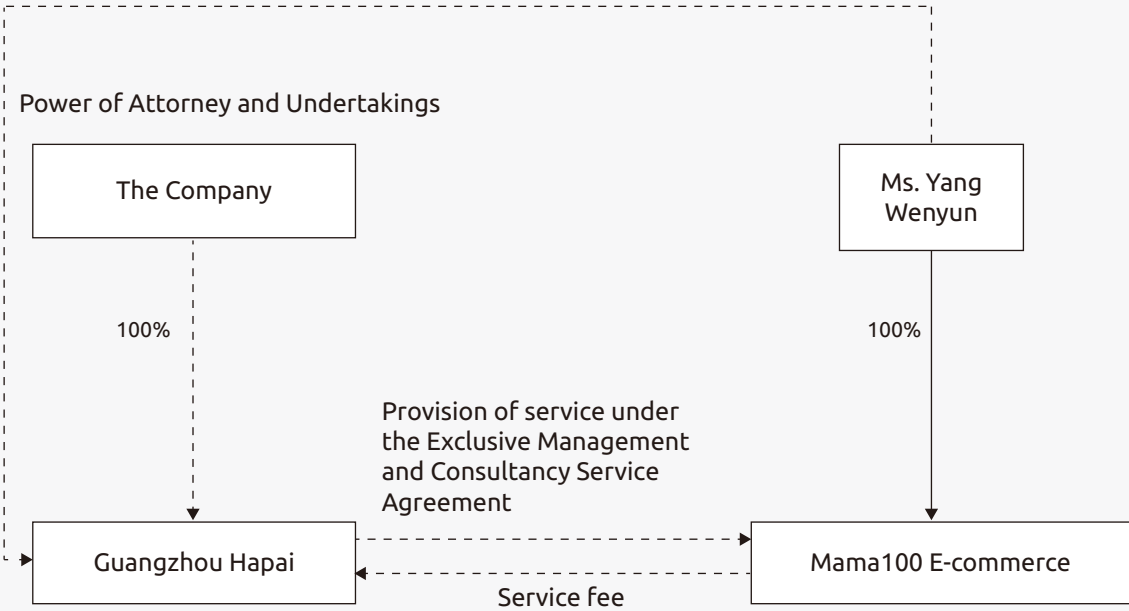 Power of Attorney and Undertakings
The Company
Ms. Yang
Wenyun
100%
100%
Provision of service under
the Exclusive Management
and Consultancy Service
Agreement
Guangzhou Hapai
Mama100 E-commerce
Service fee